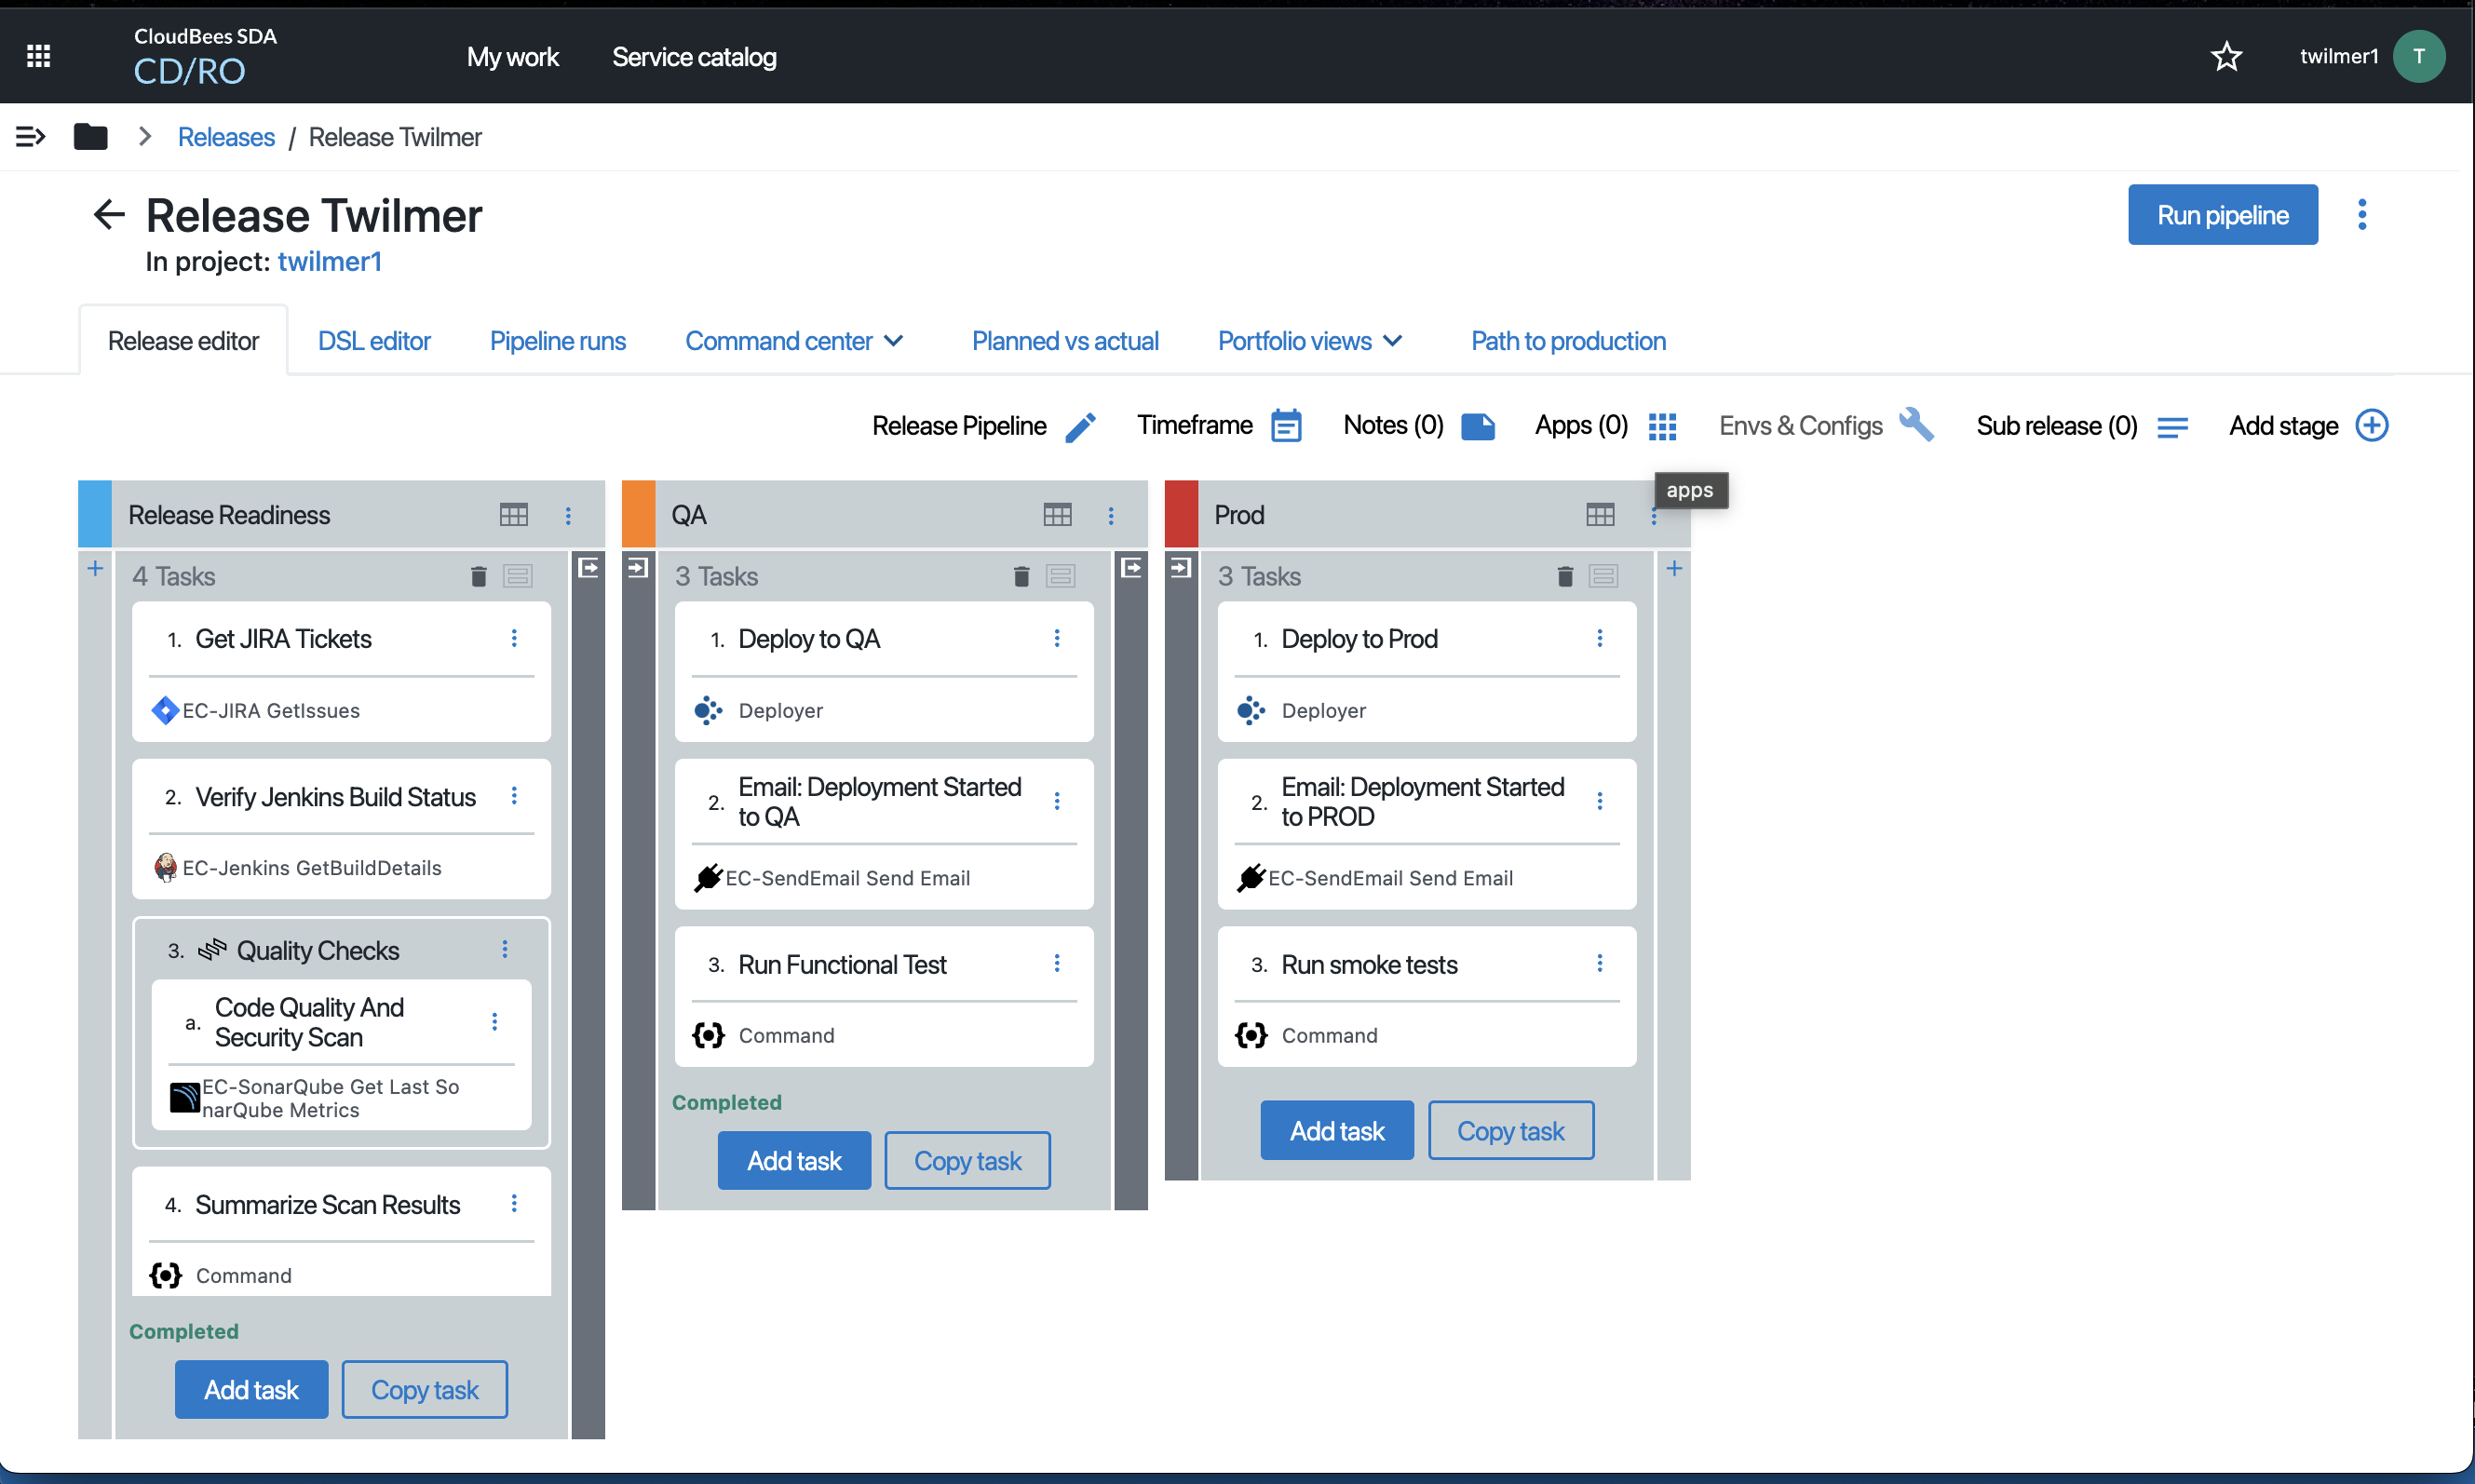 CloudBees SDA
CD/RO
My work
Service catalog
twilmer1
T
Releases / Release Twilmer
Release Twilmer
In project: twilmer1
Run pipeline
Release editor
DSL editor
Pipeline runs
Command center
Planned vs actual
Portfolio views
Path to production
Release Pipeline
Timeframe
Notes (0)
Apps (0)
Envs & Configs
Sub release (0)
Add stage
apps
Release Readiness
4 Tasks
1. Get JIRA Tickets
EC-JIRA GetIssues
2. Verify Jenkins Build Status
EC-Jenkins GetBuildDetails
3. Quality Checks
a. Code Quality And
Security Scan
EC-SonarQube Get Last So
narQube Metrics
4. Summarize Scan Results
Command
Completed
Add task
Copy task
QA
3 Tasks
1. Deploy to QA
Deployer
2. Email: Deployment Started
to QA
EC-SendEmail Send Email
3. Run Functional Test
Command
Completed
Add task
Copy task
Prod
3 Tasks
1. Deploy to Prod
Deployer
2. Email: Deployment Started
to PROD
EC-SendEmail Send Email
3. Run smoke tests
Command
Add task
Copy task